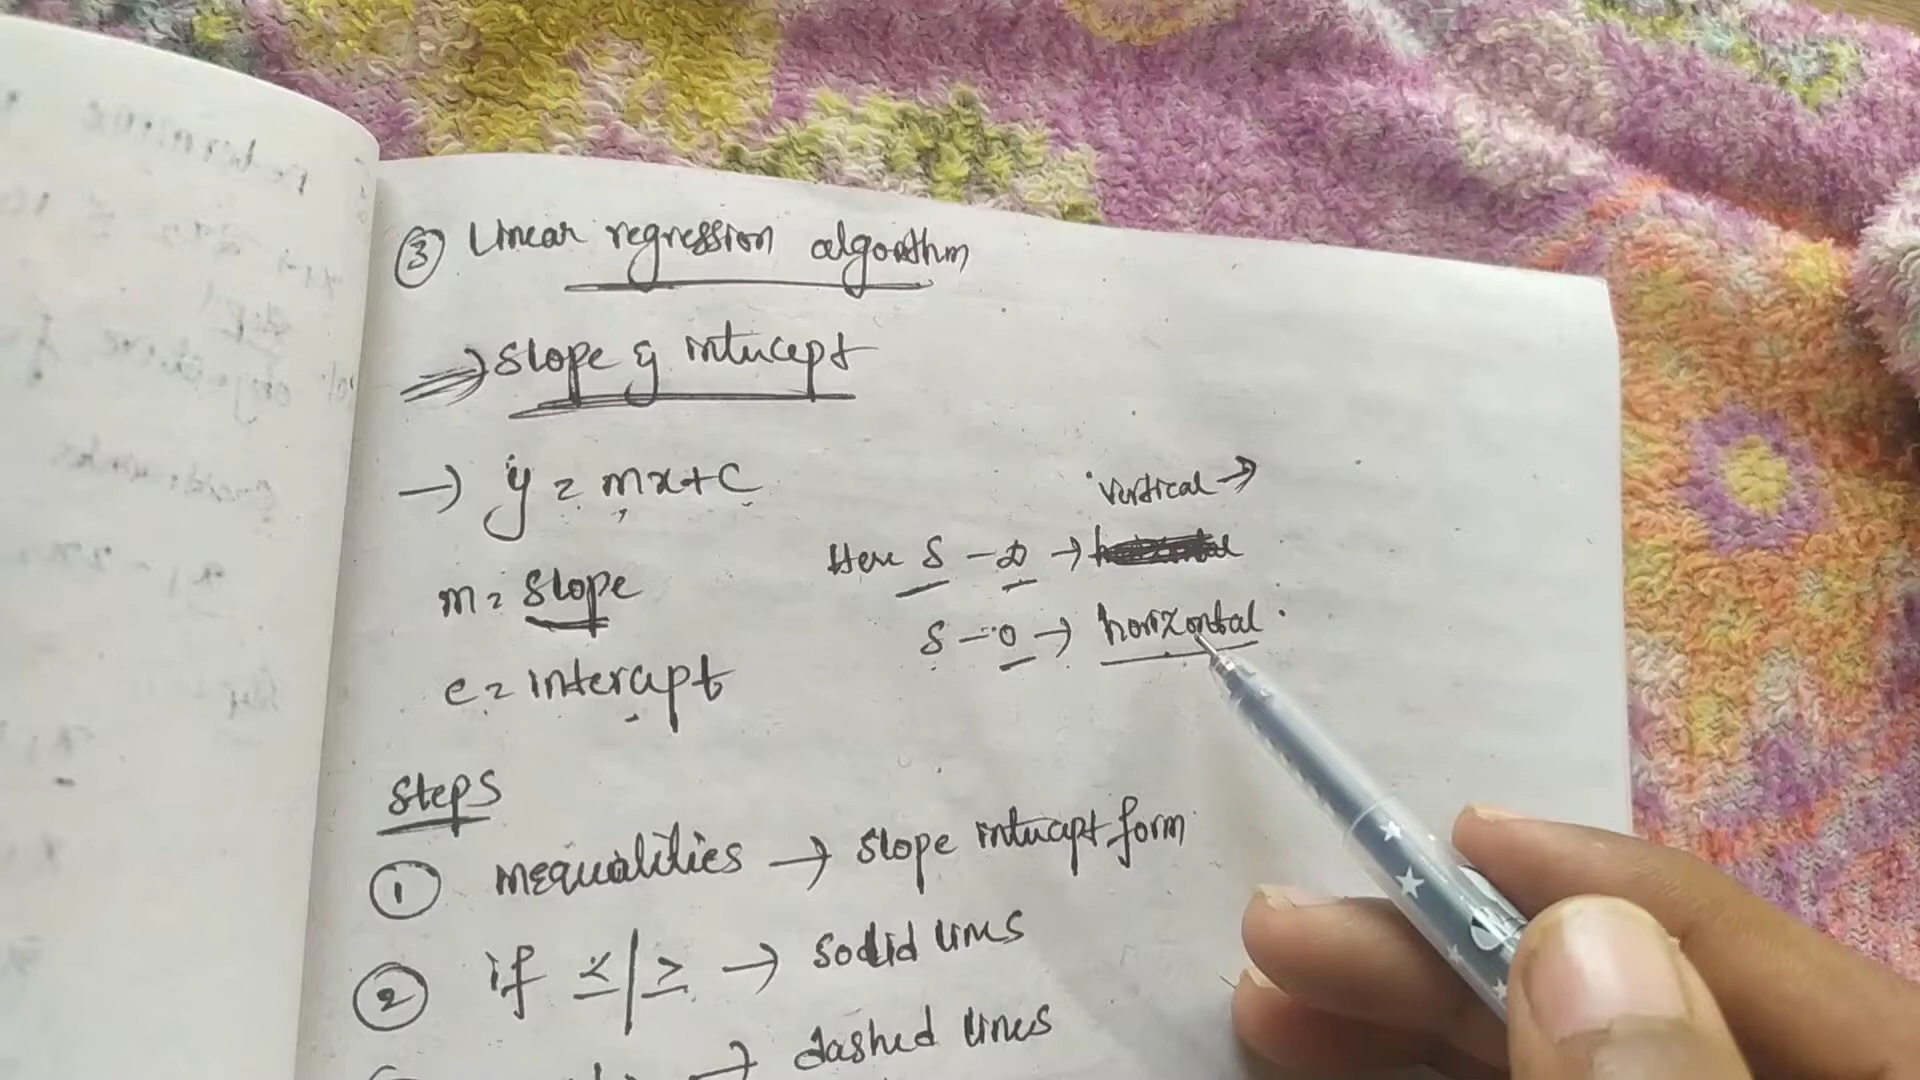 ③ Linear regression algorithm
⇒ slope & intercept
→ y = mx+c
m = slope
c = intercept
vertical →
Here S - ∞ →
S - 0 → horizontal
Steps
① inequalities → slope intercept form
② if ≤|≥ → solid lines
→ dashed lines